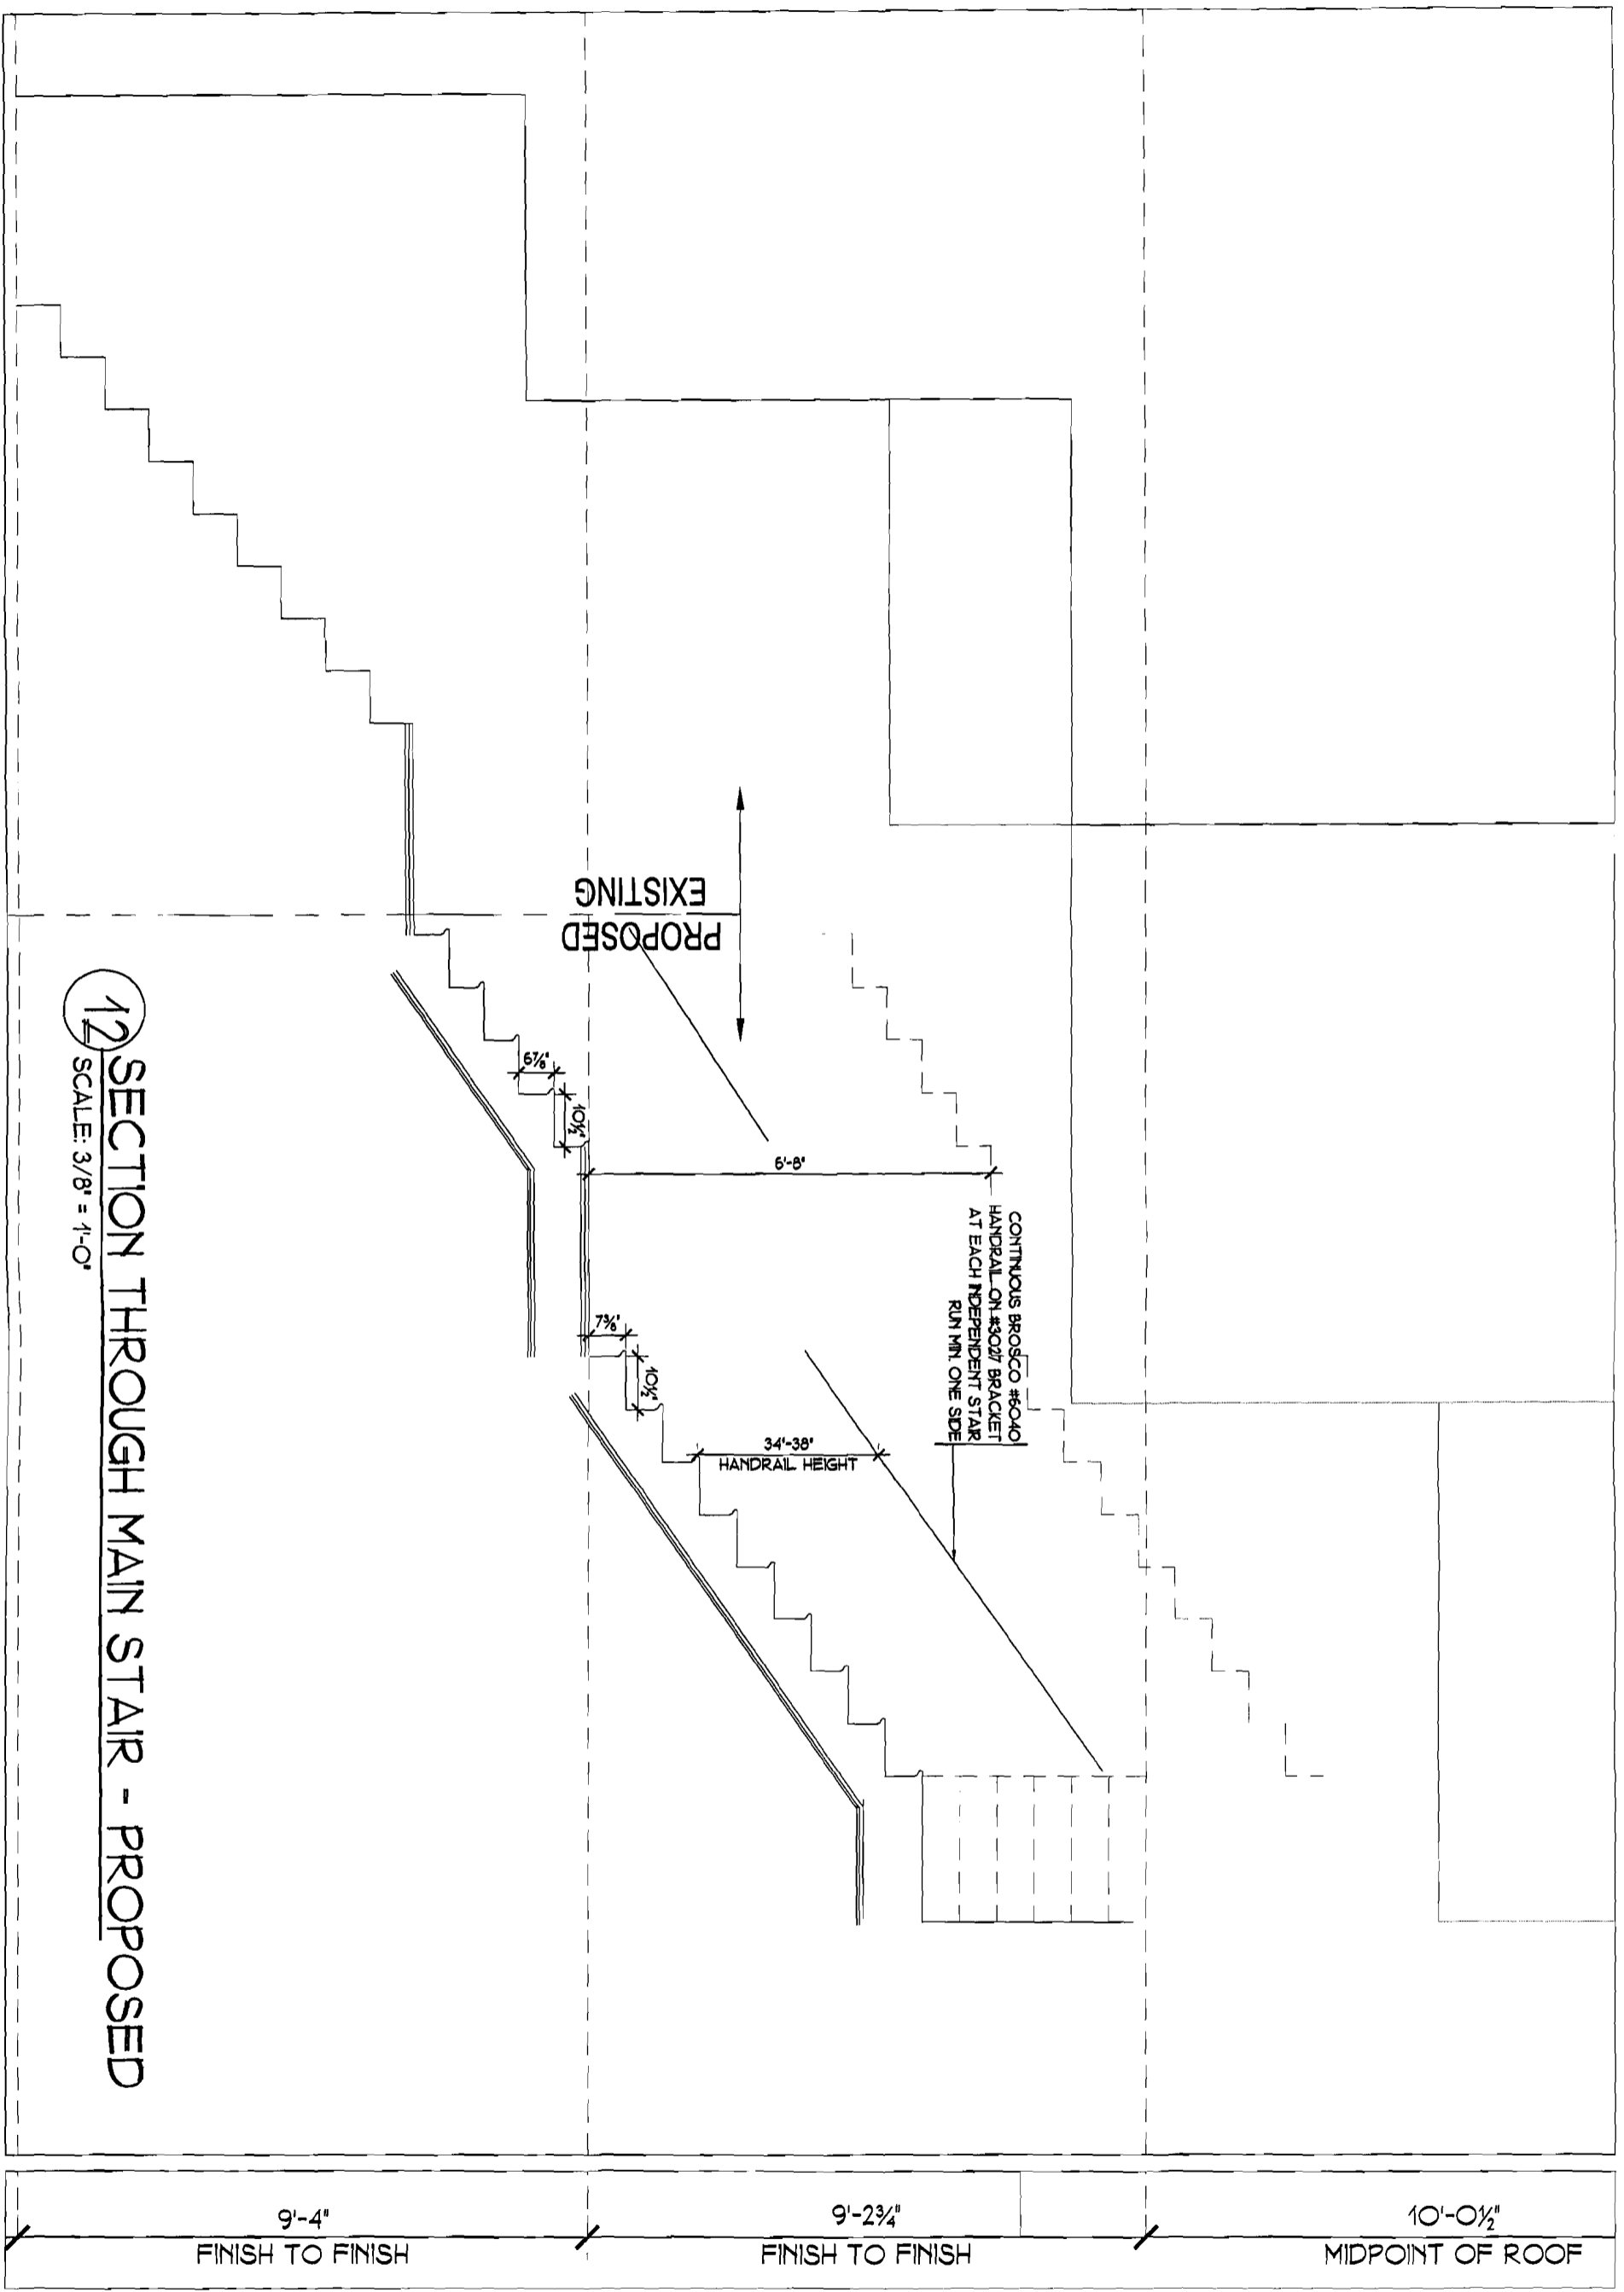 EXISTING
PROPOSED
6⅞"
10½"
6'-8"
CONTINUOUS BROSCO #6040
HANDRAIL ON #3027 BRACKET
AT EACH INDEPENDENT STAIR
RUN MIN. ONE SIDE
7⅜"
10½"
34"-38"
HANDRAIL HEIGHT
12
SECTION THROUGH MAIN STAIR - PROPOSED
SCALE: 3/8" = 1'-0"
9'-4"
FINISH TO FINISH
9'-2¾"
FINISH TO FINISH
10'-0½"
MIDPOINT OF ROOF